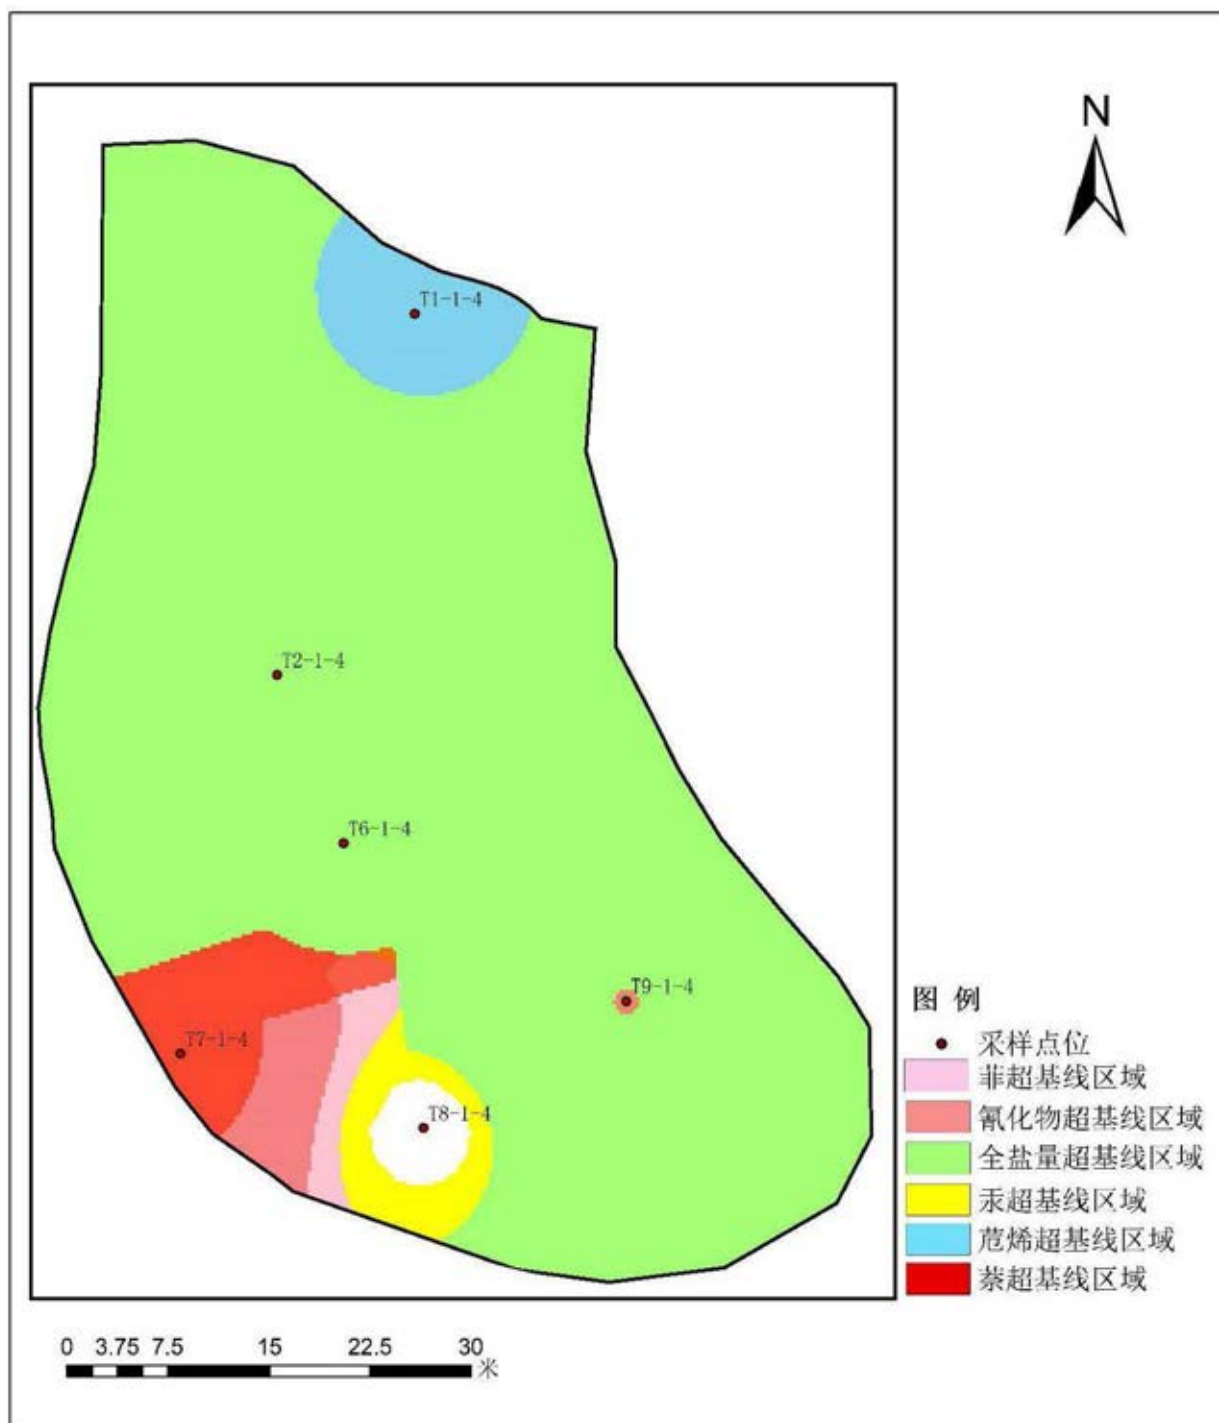 N
T1-1-4
T2-1-4
T6-1-4
T9-1-4
T7-1-4
T8-1-4
图 例
采样点位
菲超基线区域
氰化物超基线区域
全盐量超基线区域
汞超基线区域
苊烯超基线区域
萘超基线区域
0 3.75 7.5 15 22.5 30
米